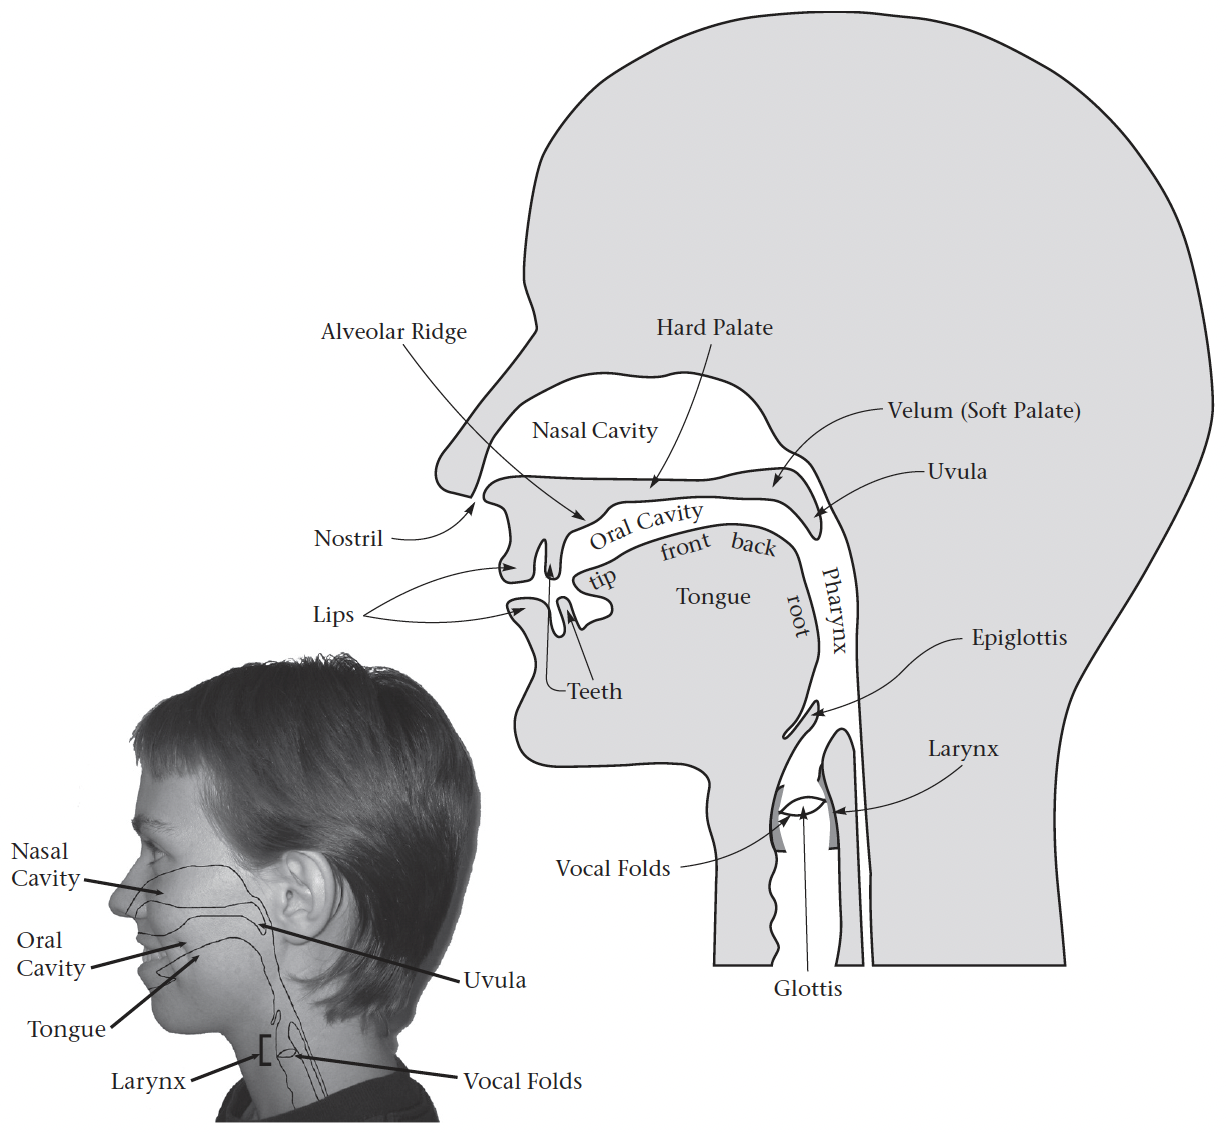 Alveolar Ridge
Hard Palate
Velum (Soft Palate)
Nasal Cavity
Uvula
Nostril
Oral Cavity
front
back
tip
Tongue
root
Pharynx
Lips
Epiglottis
Teeth
Larynx
Vocal Folds
Glottis
Nasal
Cavity
Oral
Cavity
Uvula
Tongue
Larynx
Vocal Folds